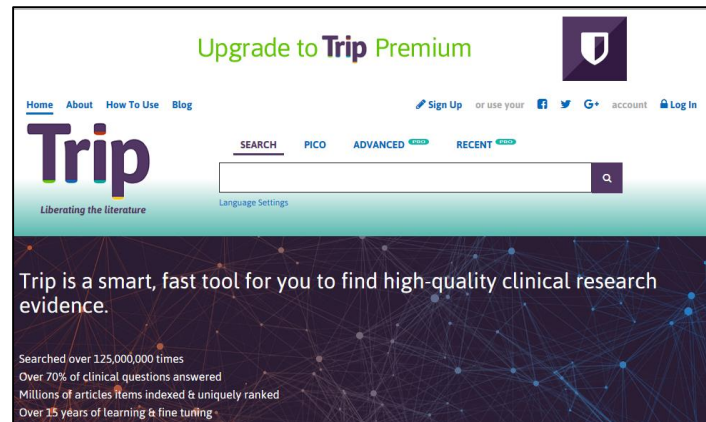 Upgrade to Trip Premium
Home About How To Use Blog
Sign Up or use your G+ account Log In
Trip
Liberating the literature
SEARCH PICO ADVANCED PRO RECENT PRO
Language Settings
Trip is a smart, fast tool for you to find high-quality clinical research
evidence.
Searched over 125,000,000 times
Over 70% of clinical questions answered
Millions of articles items indexed & uniquely ranked
Over 15 years of learning & fine tuning